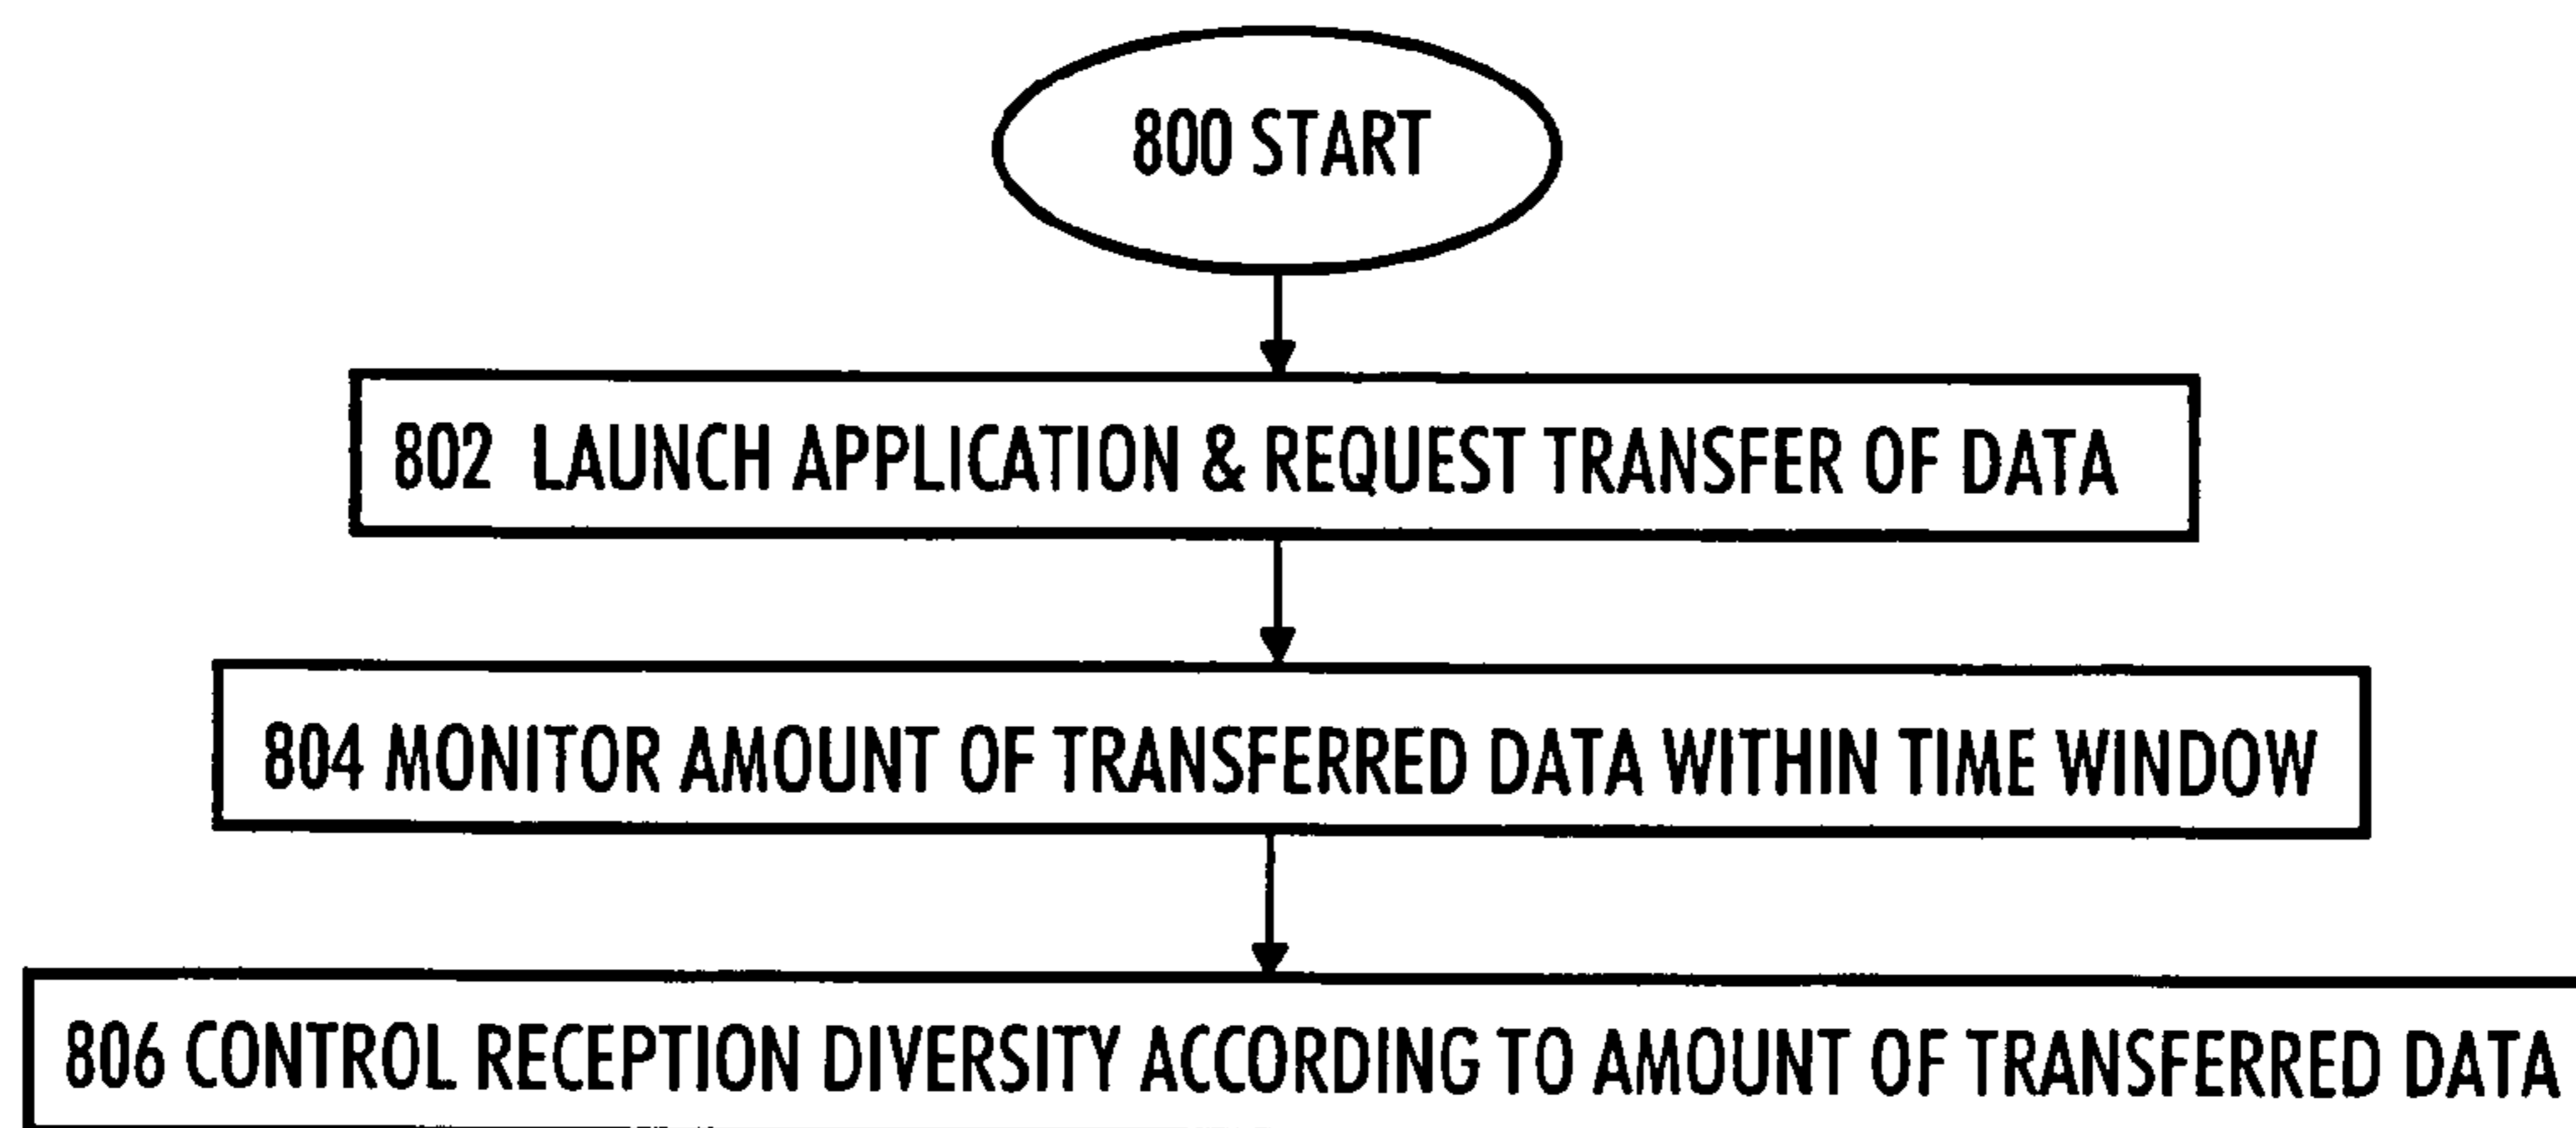 800 START
802 LAUNCH APPLICATION & REQUEST TRANSFER OF DATA
804 MONITOR AMOUNT OF TRANSFERRED DATA WITHIN TIME WINDOW
806 CONTROL RECEPTION DIVERSITY ACCORDING TO AMOUNT OF TRANSFERRED DATA